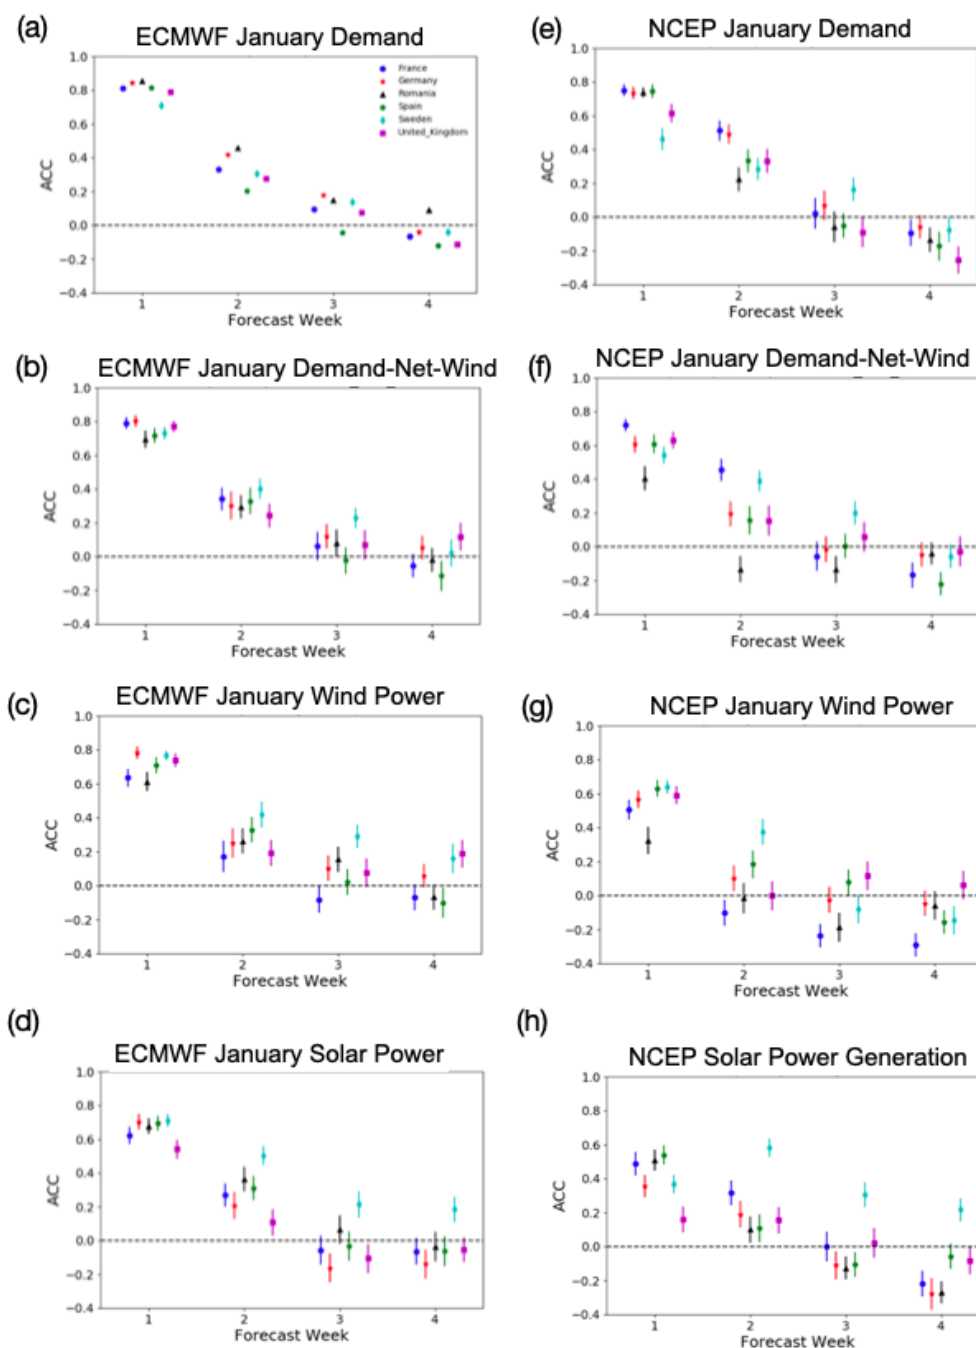 (a)
ECMWF January Demand
1.0
0.8
0.6
0.4
0.2
0.0
−0.2
−0.4
ACC
France
Germany
Romania
Spain
Sweden
United_Kingdom
1 2 3 4
Forecast Week
(e)
NCEP January Demand
1.0
0.8
0.6
0.4
0.2
0.0
−0.2
−0.4
ACC
1 2 3 4
Forecast Week
(b)
ECMWF January Demand-Net-Wind
1.0
0.8
0.6
0.4
0.2
0.0
−0.2
−0.4
ACC
1 2 3 4
Forecast Week
(f)
NCEP January Demand-Net-Wind
1.0
0.8
0.6
0.4
0.2
0.0
−0.2
−0.4
ACC
1 2 3 4
Forecast Week
(c)
ECMWF January Wind Power
1.0
0.8
0.6
0.4
0.2
0.0
−0.2
−0.4
ACC
1 2 3 4
Forecast Week
(g)
NCEP January Wind Power
1.0
0.8
0.6
0.4
0.2
0.0
−0.2
−0.4
ACC
1 2 3 4
Forecast Week
(d)
ECMWF January Solar Power
1.0
0.8
0.6
0.4
0.2
0.0
−0.2
−0.4
ACC
1 2 3 4
Forecast Week
(h)
NCEP Solar Power Generation
1.0
0.8
0.6
0.4
0.2
0.0
−0.2
−0.4
ACC
1 2 3 4
Forecast Week